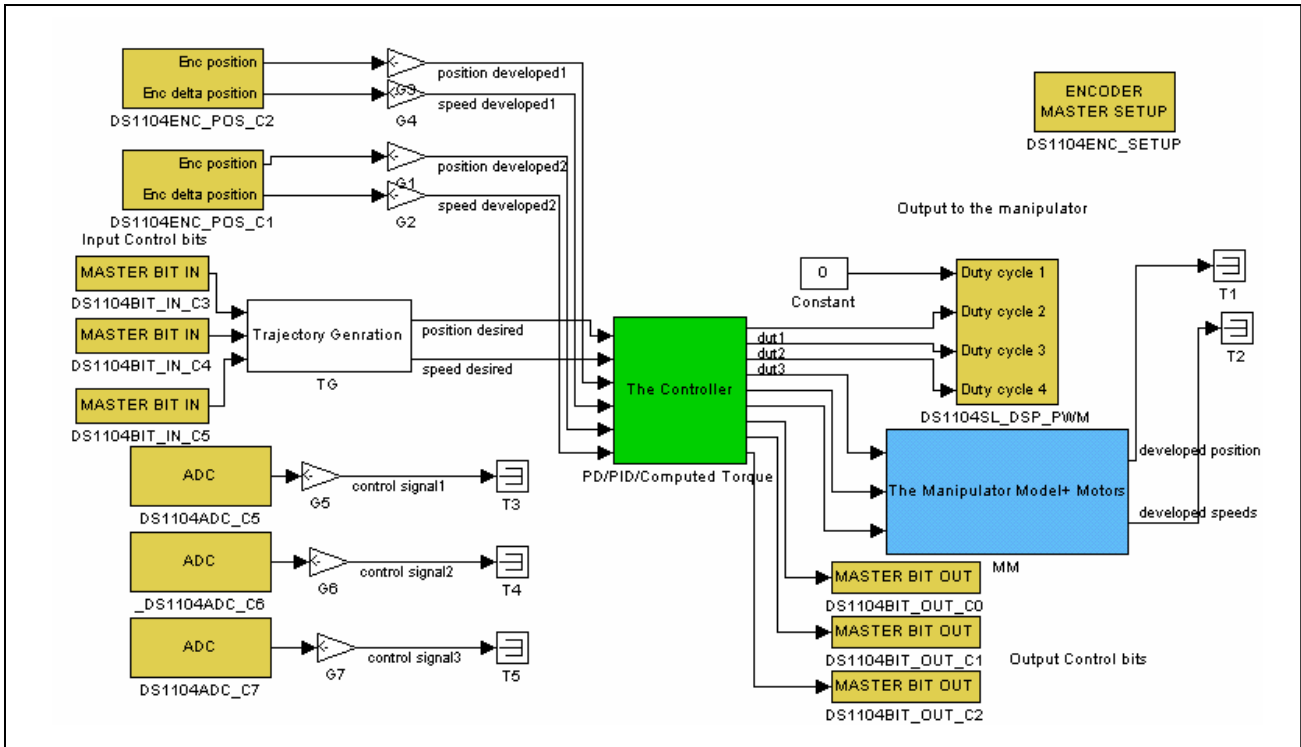 Enc position
Enc delta position
DS1104ENC_POS_C2
G3
position developed1
speed developed1
G4
Enc position
Enc delta position
DS1104ENC_POS_C1
G1
position developed2
speed developed2
G2
ENCODER
MASTER SETUP
DS1104ENC_SETUP
Input Control bits
MASTER BIT IN
DS1104BIT_IN_C3
MASTER BIT IN
DS1104BIT_IN_C4
MASTER BIT IN
DS1104BIT_IN_C5
Trajectory Genration
TG
position desired
speed desired
The Controller
PD/PID/Computed Torque
Output to the manipulator
0
Constant
dut1
dut2
dut3
Duty cycle 1
Duty cycle 2
Duty cycle 3
Duty cycle 4
DS1104SL_DSP_PWM
T1
T2
The Manipulator Model+ Motors
MM
developed position
developed speeds
ADC
DS1104ADC_C5
G5
control signal1
T3
ADC
_DS1104ADC_C6
G6
control signal2
T4
ADC
DS1104ADC_C7
G7
control signal3
T5
MASTER BIT OUT
DS1104BIT_OUT_C0
MASTER BIT OUT
DS1104BIT_OUT_C1
MASTER BIT OUT
DS1104BIT_OUT_C2
Output Control bits